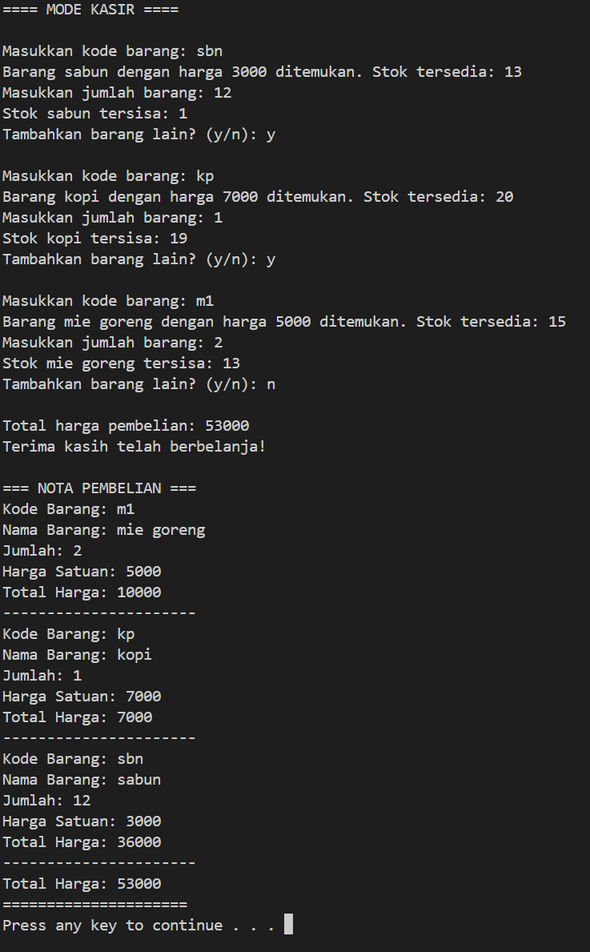 ==== MODE KASIR ====
Masukkan kode barang: sbn
Barang sabun dengan harga 3000 ditemukan. Stok tersedia: 13
Masukkan jumlah barang: 12
Stok sabun tersisa: 1
Tambahkan barang lain? (y/n): y
Masukkan kode barang: kp
Barang kopi dengan harga 7000 ditemukan. Stok tersedia: 20
Masukkan jumlah barang: 1
Stok kopi tersisa: 19
Tambahkan barang lain? (y/n): y
Masukkan kode barang: m1
Barang mie goreng dengan harga 5000 ditemukan. Stok tersedia: 15
Masukkan jumlah barang: 2
Stok mie goreng tersisa: 13
Tambahkan barang lain? (y/n): n
Total harga pembelian: 53000
Terima kasih telah berbelanja!
=== NOTA PEMBELIAN ===
Kode Barang: m1
Nama Barang: mie goreng
Jumlah: 2
Harga Satuan: 5000
Total Harga: 10000
----------------------
Kode Barang: kp
Nama Barang: kopi
Jumlah: 1
Harga Satuan: 7000
Total Harga: 7000
----------------------
Kode Barang: sbn
Nama Barang: sabun
Jumlah: 12
Harga Satuan: 3000
Total Harga: 36000
----------------------
Total Harga: 53000
=====================
Press any key to continue . . .